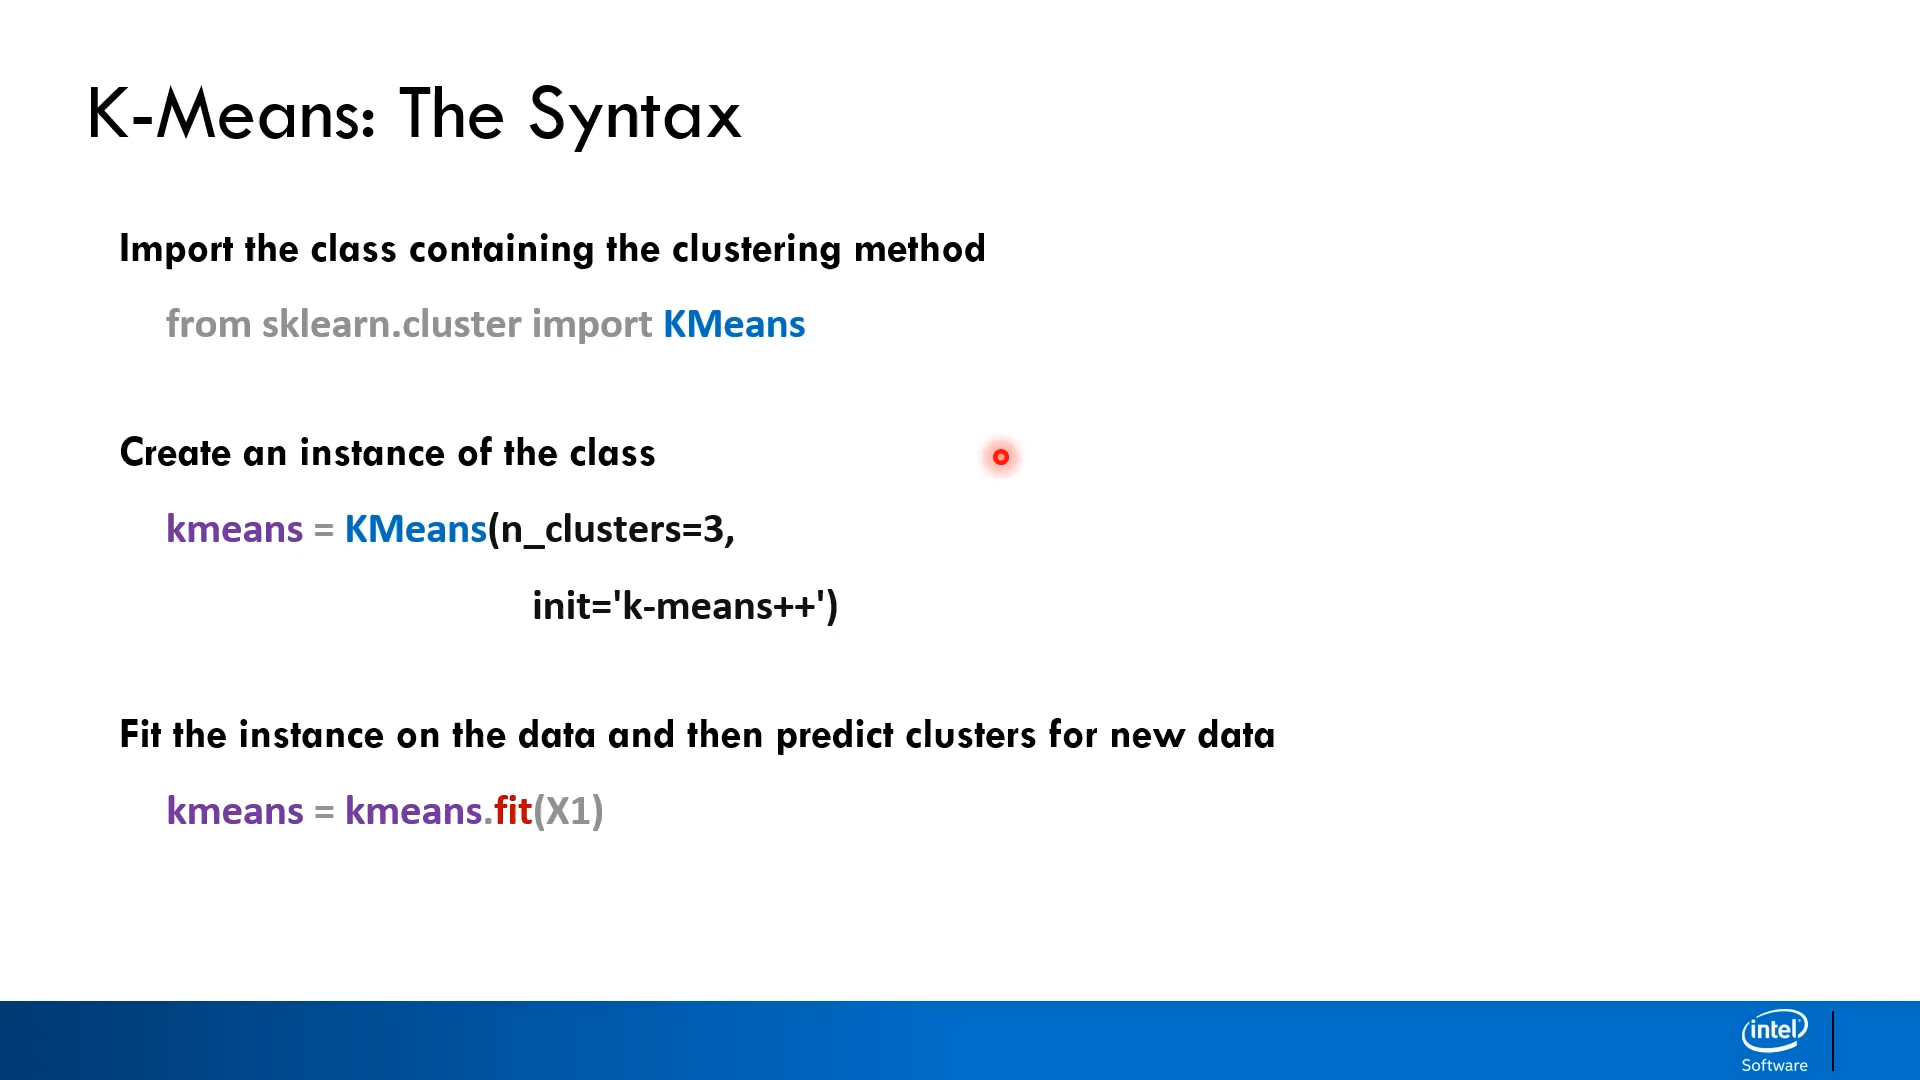 K-Means: The Syntax
Import the class containing the clustering method
from sklearn.cluster import KMeans
Create an instance of the class
kmeans = KMeans(n_clusters=3,
init='k-means++')
Fit the instance on the data and then predict clusters for new data
kmeans = kmeans.fit(X1)
intel
Software